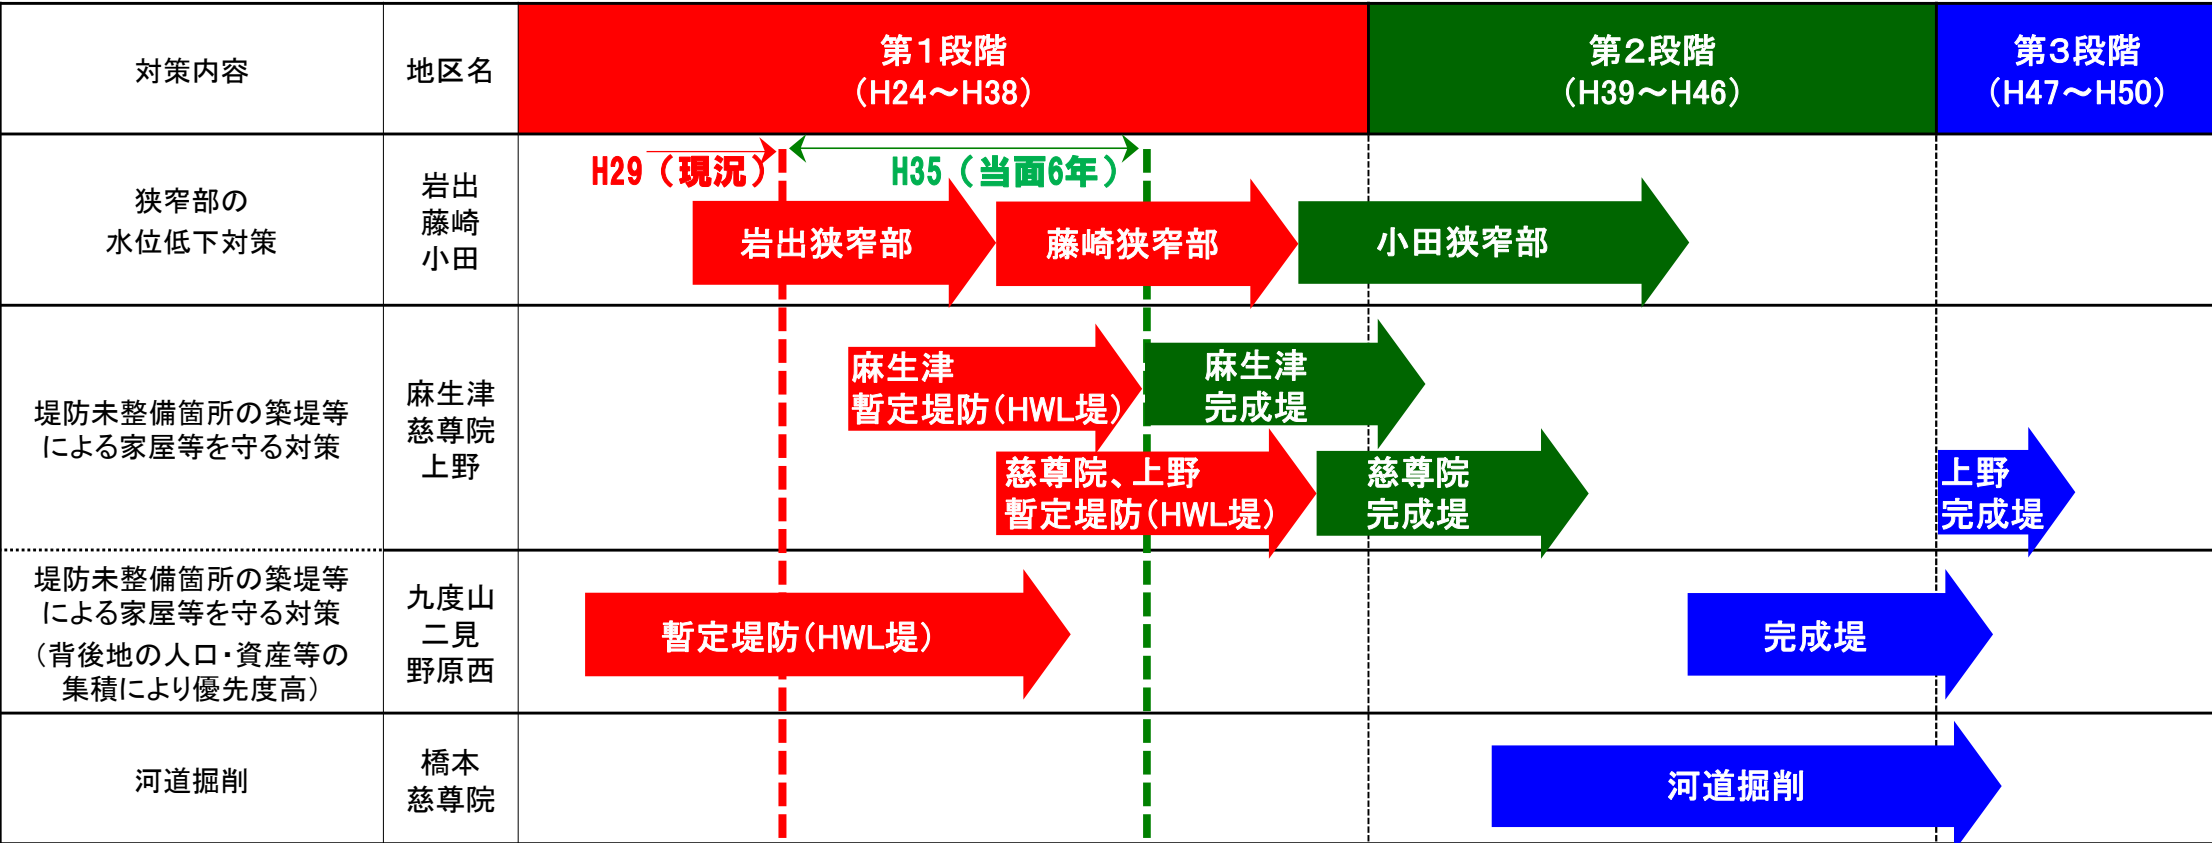 対策内容
地区名
第1段階
（H24～H38）
第2段階
（H39～H46）
第3段階
（H47～H50）
H29（現況）
H35（当面6年）
狭窄部の
水位低下対策
岩出
藤崎
小田
岩出狭窄部
藤崎狭窄部
小田狭窄部
堤防未整備箇所の築堤等
による家屋等を守る対策
麻生津
慈尊院
上野
麻生津
暫定堤防（HWL堤）
麻生津
完成堤
慈尊院、上野
暫定堤防（HWL堤）
慈尊院
完成堤
上野
完成堤
堤防未整備箇所の築堤等
による家屋等を守る対策
（背後地の人口・資産等の
集積により優先度高）
九度山
二見
野原西
暫定堤防（HWL堤）
完成堤
河道掘削
橋本
慈尊院
河道掘削